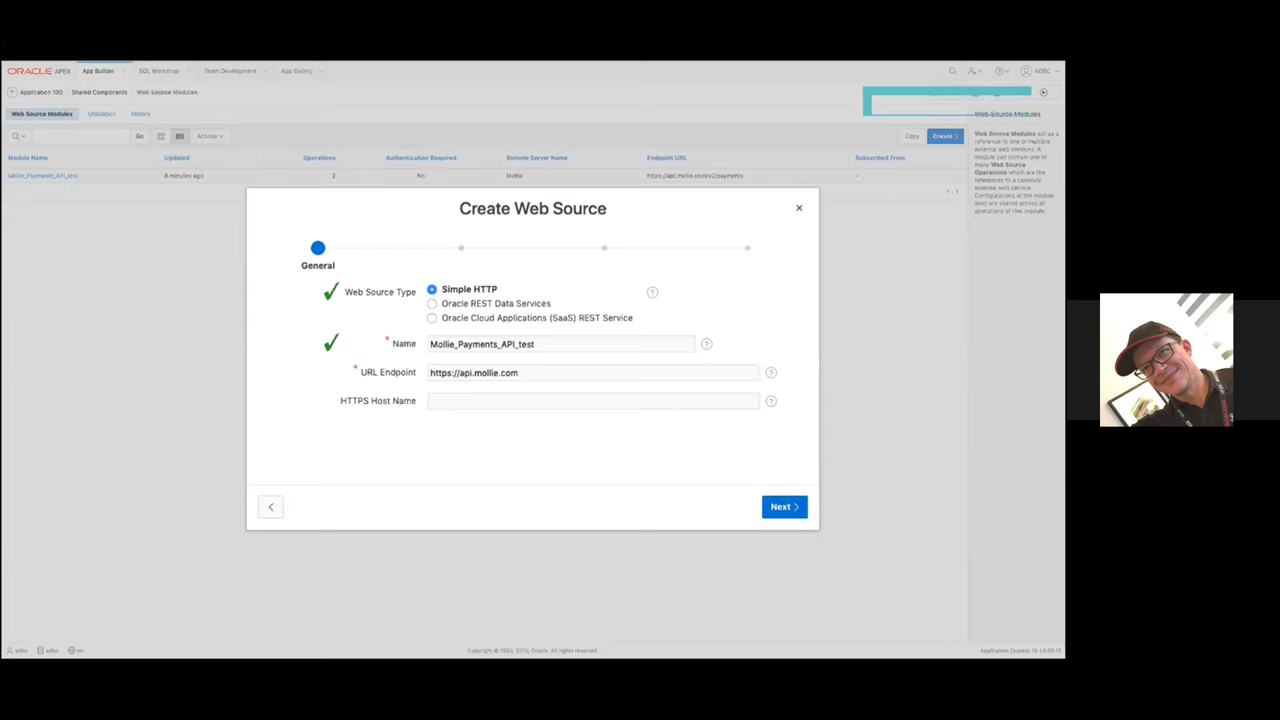 ORACLE APEX App Builder SQL Workshop Team Development App Gallery ADBC
Application 100 Shared Components Web Source Modules
Web Source Modules Utilization History
Web Source Modules
Go Actions Copy Create
Module Name Updated Operations Authentication Required Remote Server Name Endpoint URL Subscribed From
Mollie_Payments_API_test 8 minutes ago 2 No Mollie https://api.mollie.com/v2/payments -
1 - 1
Web Source Modules act as
reference to one or multiple
external web services. A
module can contain one or
many Web Source
Operations which are the
references to a concrete
external web service.
Configurations at the module
level are shared across all
operations of this module.
Create Web Source
General
Web Source Type
Simple HTTP
Oracle REST Data Services
Oracle Cloud Applications (SaaS) REST Service
* Name Mollie_Payments_API_test
* URL Endpoint https://api.mollie.com
HTTPS Host Name
Next
adbc adbc en Copyright © 1999, 2019, Oracle. All rights reserved.